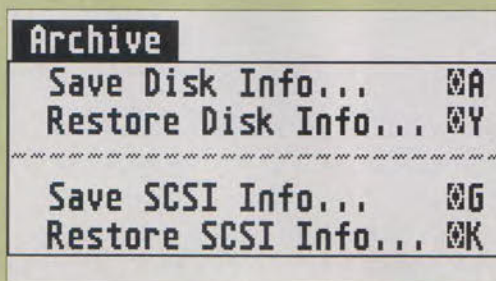 Archive
Save Disk Info... ◊A
Restore Disk Info... ◊Y
Save SCSI Info... ◊G
Restore SCSI Info... ◊K